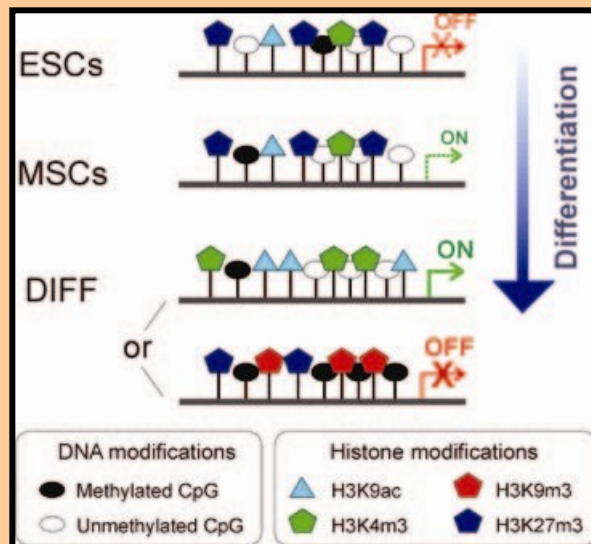 OFF
ESCs
ON
MSCs
Differentiation
ON
DIFF
or
OFF
DNA modifications
Methylated CpG
Unmethylated CpG
Histone modifications
H3K9ac
H3K9m3
H3K4m3
H3K27m3